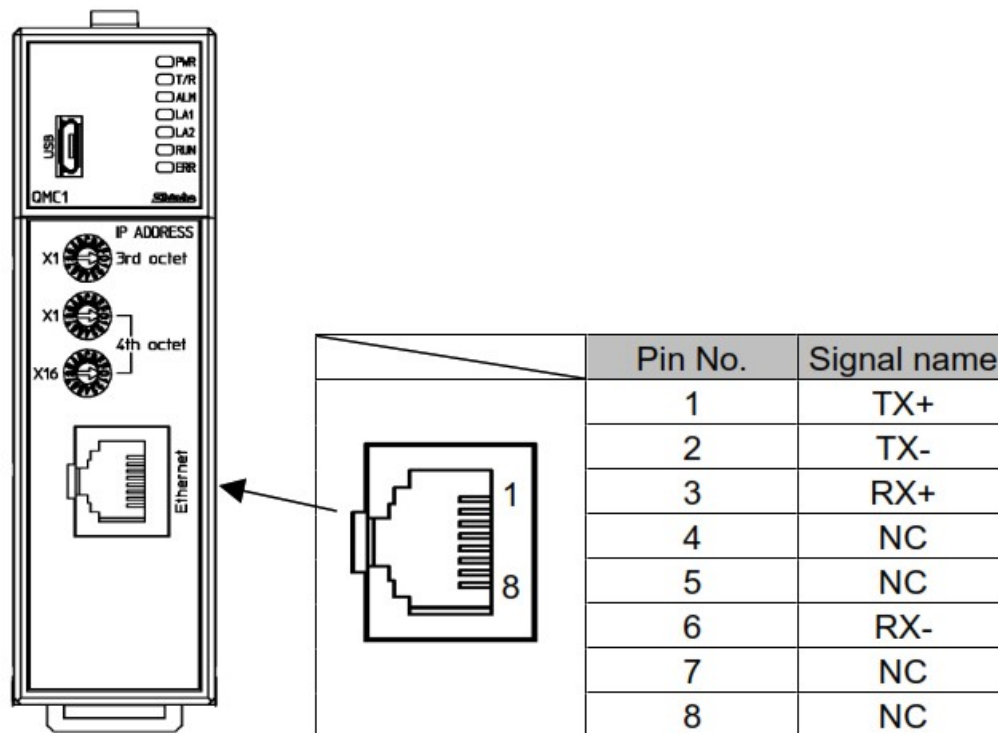 PWR
T/R
ALM
LA1
LA2
RUN
ERR
USB
QMC1 Shinko
IP ADDRESS
X1 3rd octet
X1
4th octet
X16
Ethernet
1
8
Pin No. Signal name
1 TX+
2 TX-
3 RX+
4 NC
5 NC
6 RX-
7 NC
8 NC